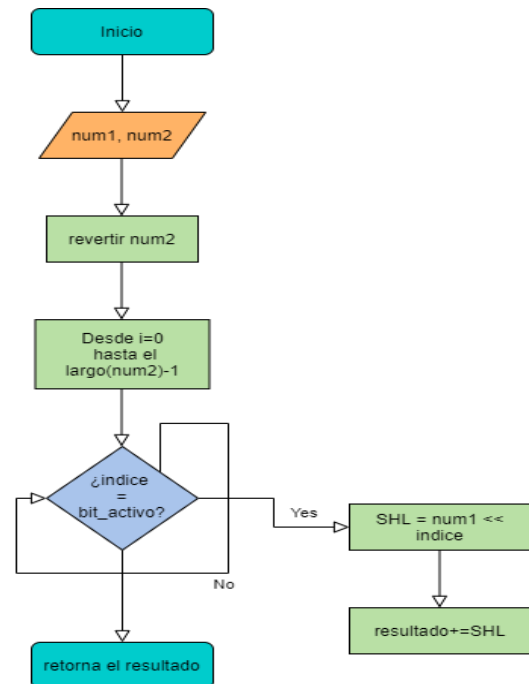 Inicio
num1, num2
revertir num2
Desde i=0
hasta el
largo(num2)-1
¿indice
=
bit_activo?
Yes
No
SHL = num1 <<
indice
resultado+=SHL
retorna el resultado